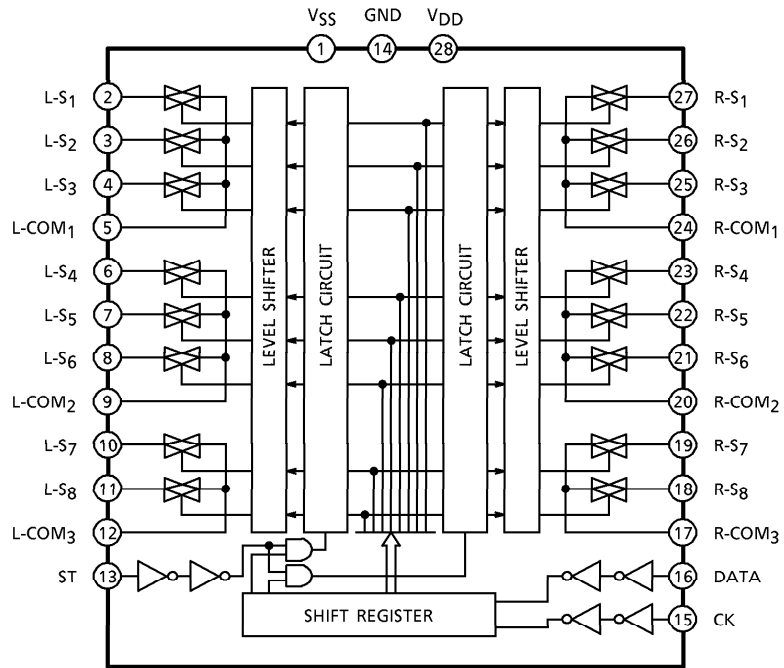 VSS GND VDD
1 14 28
L-S1 2 27 R-S1
L-S2 3 26 R-S2
L-S3 4 25 R-S3
L-COM1 5 24 R-COM1
L-S4 6 23 R-S4
L-S5 7 22 R-S5
L-S6 8 21 R-S6
L-COM2 9 20 R-COM2
L-S7 10 19 R-S7
L-S8 11 18 R-S8
L-COM3 12 17 R-COM3
ST 13 16 DATA
15 CK
LEVEL SHIFTER
LATCH CIRCUIT
LATCH CIRCUIT
LEVEL SHIFTER
SHIFT REGISTER